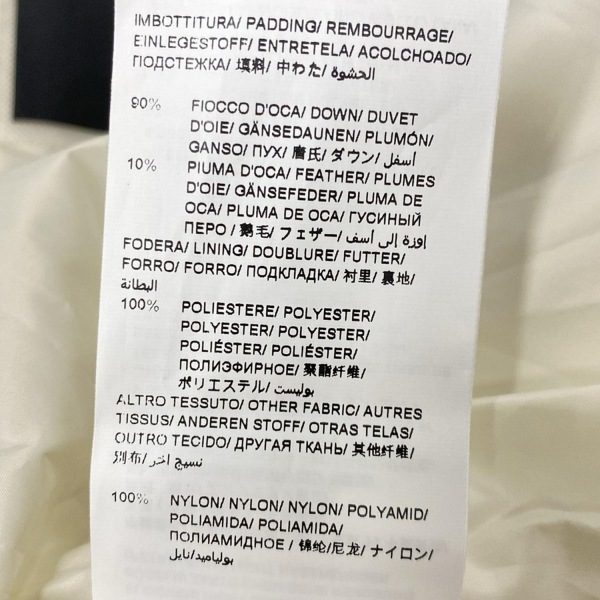 IMBOTTITURA/ PADDING/ REMBOURRAGE/
EINLEGESTOFF/ ENTRETELA/ ACOLCHOADO/
ПОДСТЕЖКА/ 填料/ 中わた/ الحشوة/
90% FIOCCO D'OCA/ DOWN/ DUVET
D'OIE/ GÄNSEDAUNEN/ PLUMÓN/
GANSO/ ПУХ/ 唐氏/ ダウン/ أسفل/
10% PIUMA D'OCA/ FEATHER/ PLUMES
D'OIE/ GÄNSEFEDER/ PLUMA DE
OCA/ PLUMA DE OCA/ ГУСИНЫЙ
ПЕРО / 鹅毛/ フェザー/ اوزة إلى أسف/
FODERA/ LINING/ DOUBLURE/ FUTTER/
FORRO/ FORRO/ ПОДКЛАДКА/ 衬里/ 裏地/
البطانة
100% POLIESTERE/ POLYESTER/
POLYESTER/ POLYESTER/
POLIÉSTER/ POLIÉSTER/
ПОЛИЭФИРНОЕ/ 聚酯纤维/
ポリエステル/ بوليست/
ALTRO TESSUTO/ OTHER FABRIC/ AUTRES
TISSUS/ ANDEREN STOFF/ OTRAS TELAS/
OUTRO TECIDO/ ДРУГАЯ ТКАНЬ/ 其他纤维/
別布/ نسيج اخر/
100% NYLON/ NYLON/ NYLON/ POLYAMID/
POLIAMIDA/ POLIAMIDA/
ПОЛИАМИДНОЕ / 锦纶/尼龙/ ナイロン/
بولياميد/نايل/